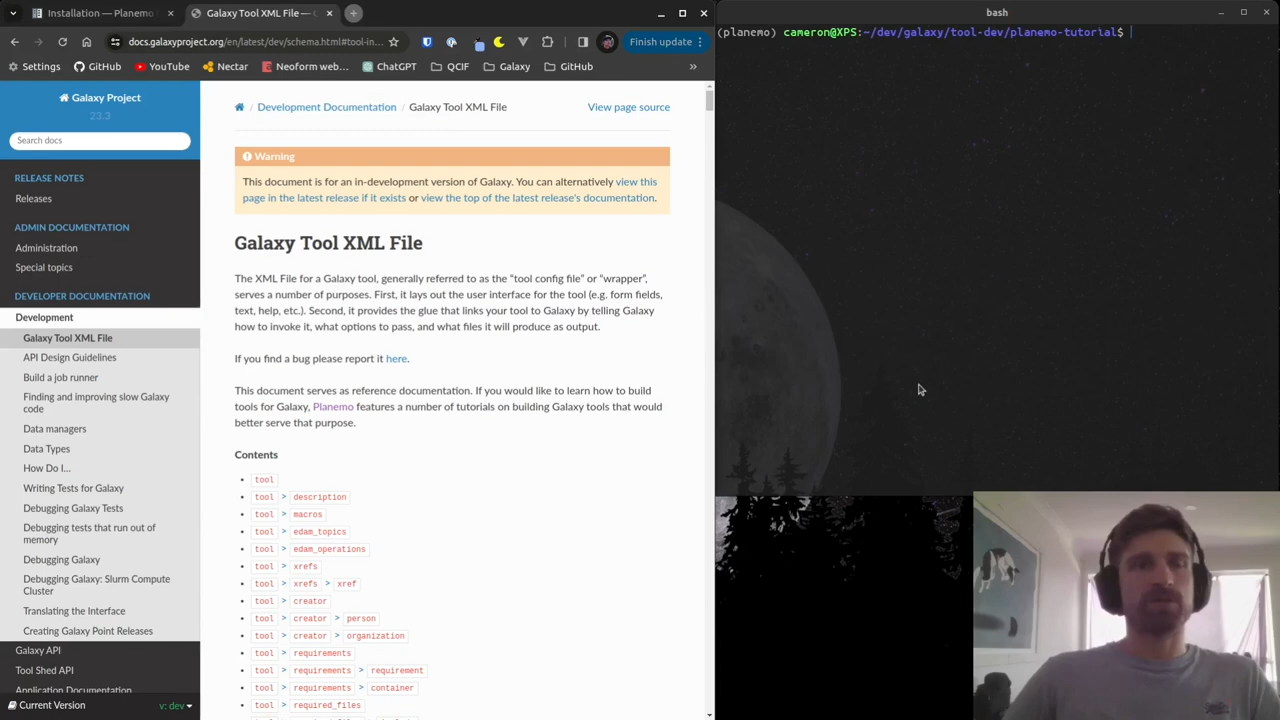 Installation — Planemo
Galaxy Tool XML File —
docs.galaxyproject.org/en/latest/dev/schema.html#tool-in...
Finish update
Settings
GitHub
YouTube
Nectar
Neoform web...
ChatGPT
QCIF
Galaxy
GitHub
»
bash
(planemo) cameron@XPS:~/dev/galaxy/tool-dev/planemo-tutorial$
Galaxy Project
23.3
Search docs
RELEASE NOTES
Releases
ADMIN DOCUMENTATION
Administration
Special topics
DEVELOPER DOCUMENTATION
Development
Galaxy Tool XML File
API Design Guidelines
Build a job runner
Finding and improving slow Galaxy
code
Data managers
Data Types
How Do I...
Writing Tests for Galaxy
Debugging Galaxy Tests
Debugging tests that run out of
memory
Debugging Galaxy
Debugging Galaxy: Slurm Compute
Cluster
Translating the Interface
Creating Galaxy Point Releases
Galaxy API
Tool Shed API
Application Documentation
Current Version
v: dev
Development Documentation / Galaxy Tool XML File
View page source
Warning
This document is for an in-development version of Galaxy. You can alternatively view this
page in the latest release if it exists or view the top of the latest release's documentation.
Galaxy Tool XML File
The XML File for a Galaxy tool, generally referred to as the “tool config file” or “wrapper”,
serves a number of purposes. First, it lays out the user interface for the tool (e.g. form fields,
text, help, etc.). Second, it provides the glue that links your tool to Galaxy by telling Galaxy
how to invoke it, what options to pass, and what files it will produce as output.
If you find a bug please report it here.
This document serves as reference documentation. If you would like to learn how to build
tools for Galaxy, Planemo features a number of tutorials on building Galaxy tools that would
better serve that purpose.
Contents
• tool
• tool > description
• tool > macros
• tool > edam_topics
• tool > edam_operations
• tool > xrefs
• tool > xrefs > xref
• tool > creator
• tool > creator > person
• tool > creator > organization
• tool > requirements
• tool > requirements > requirement
• tool > requirements > container
• tool > required_files